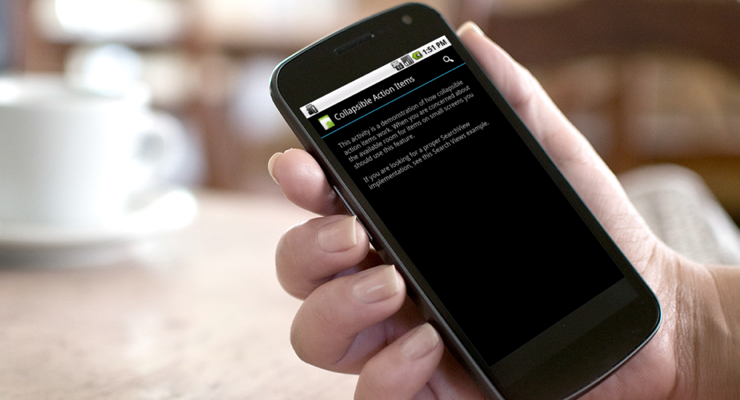 1:51 PM
Collapsible Action Items
This activity is a demonstration of how collapsible
action items work. When you are concerned about
the available room for items on small screens you
should use this feature.
If you are looking for a proper SearchView
implementation, see this Search Views example.